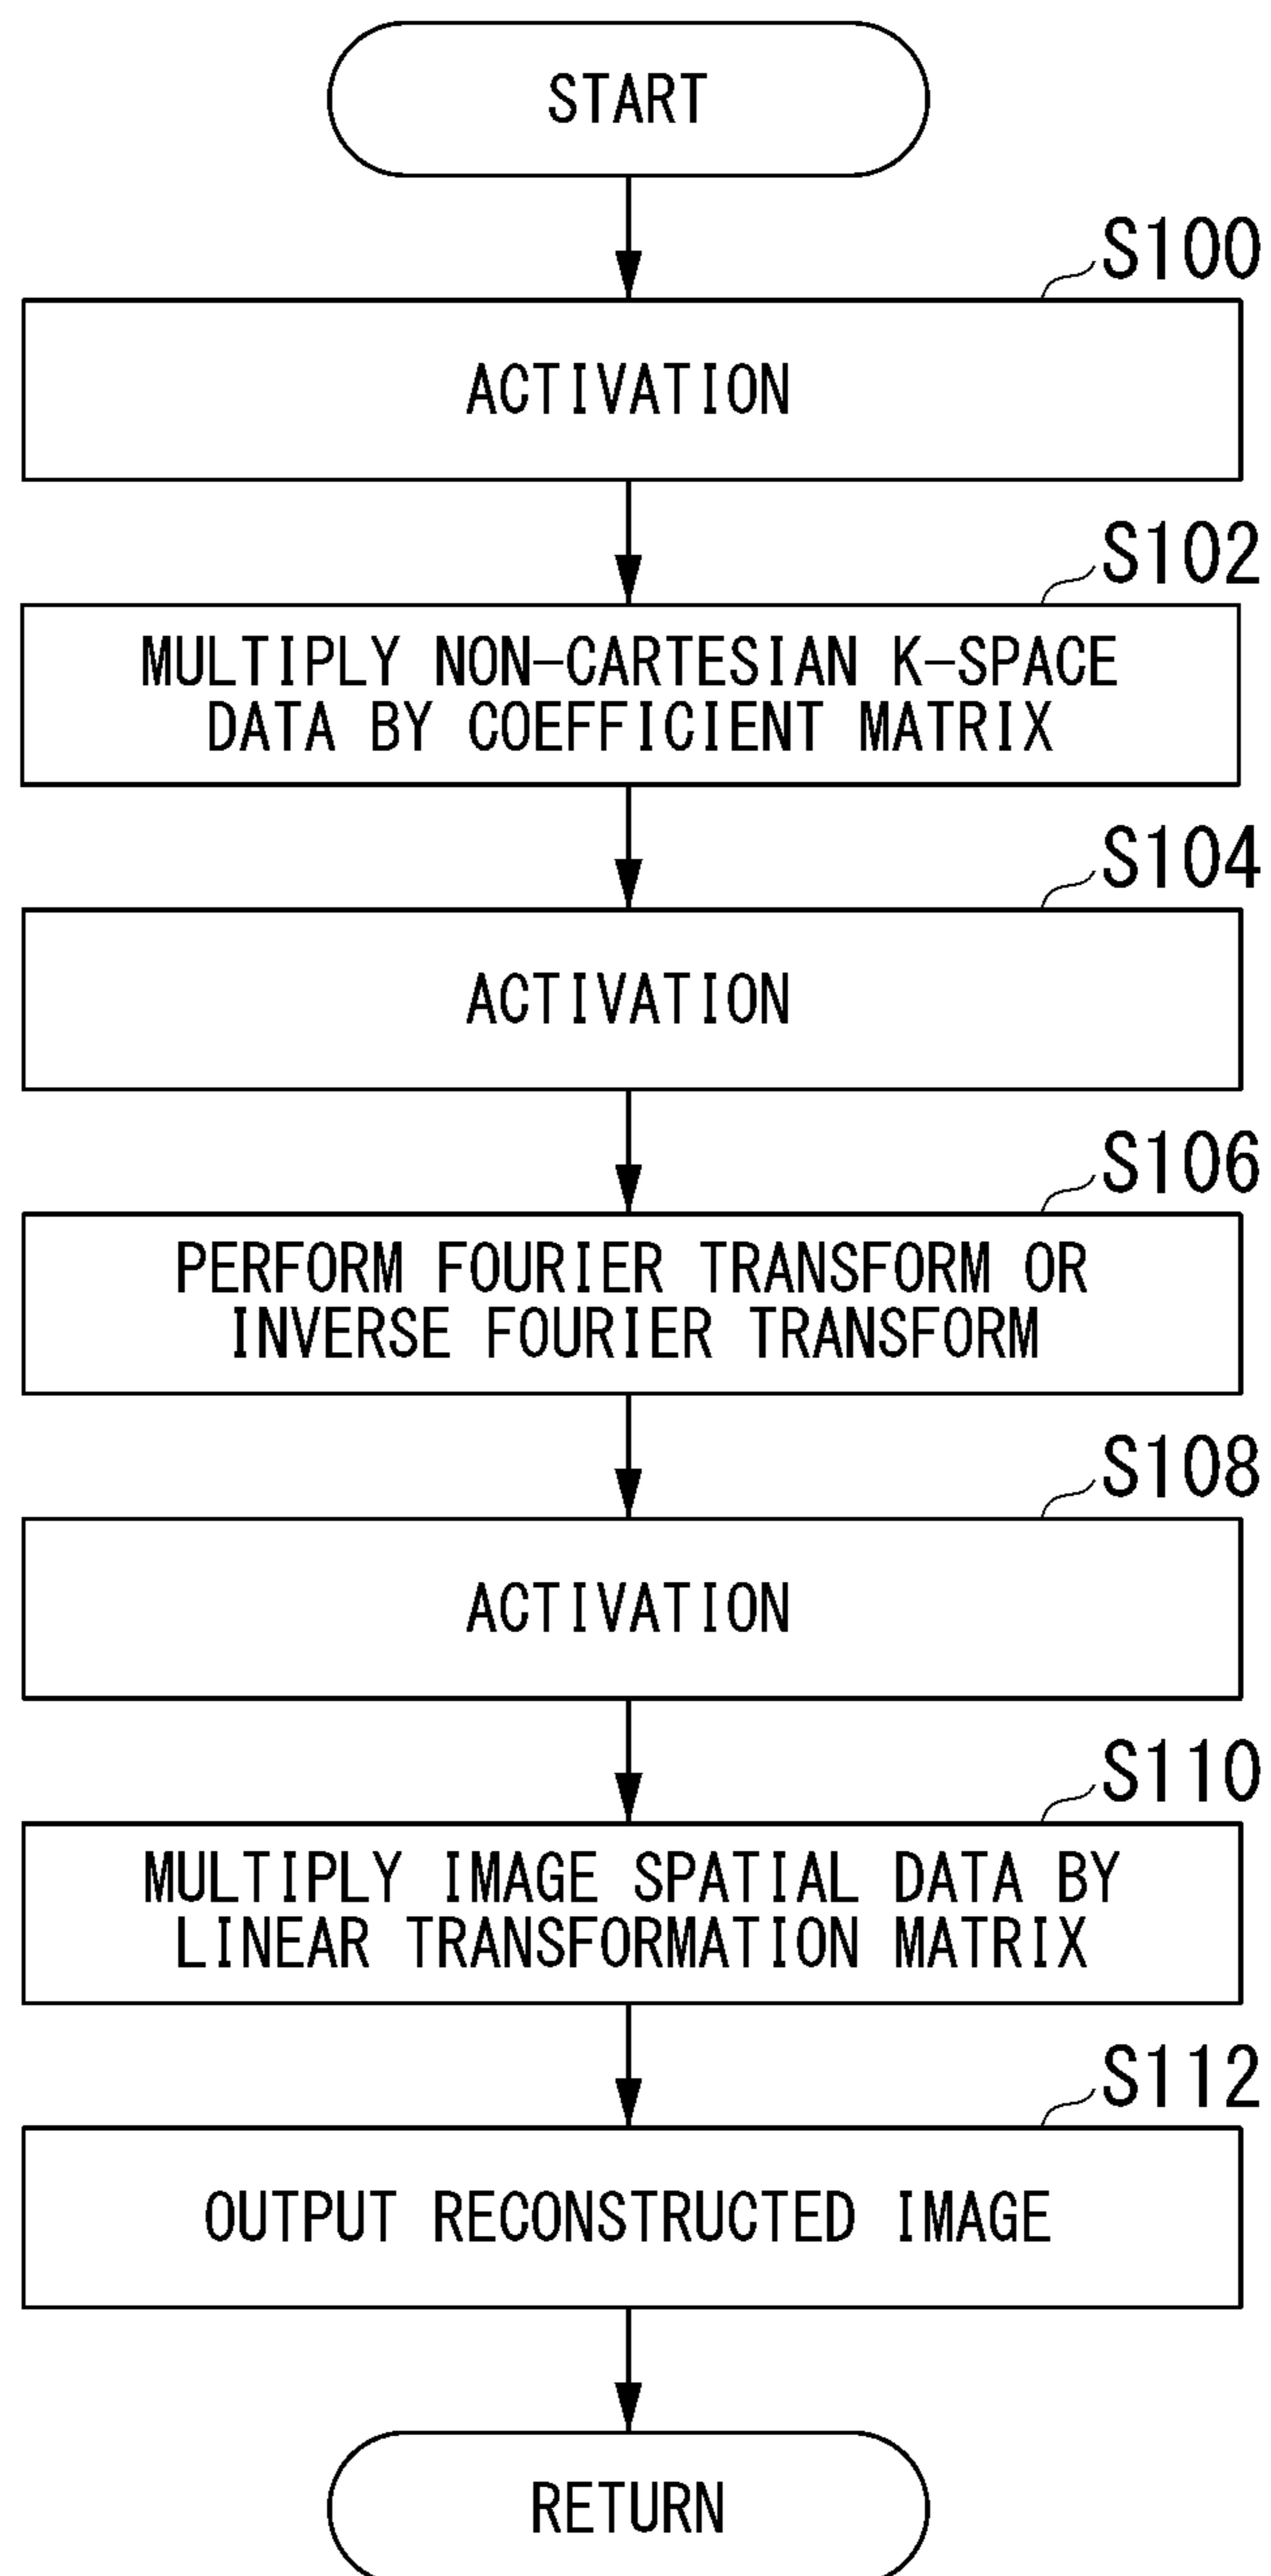 START
S100
ACTIVATION
S102
MULTIPLY NON-CARTESIAN K-SPACE
DATA BY COEFFICIENT MATRIX
S104
ACTIVATION
S106
PERFORM FOURIER TRANSFORM OR
INVERSE FOURIER TRANSFORM
S108
ACTIVATION
S110
MULTIPLY IMAGE SPATIAL DATA BY
LINEAR TRANSFORMATION MATRIX
S112
OUTPUT RECONSTRUCTED IMAGE
RETURN